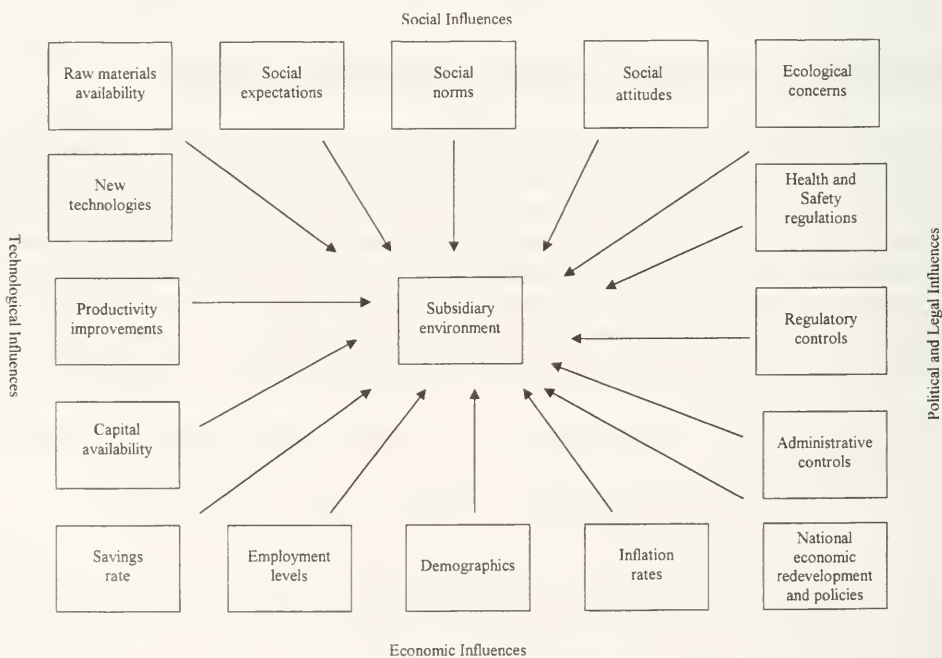 Social Influences
Raw materials
availability
Social
expectations
Social
norms
Social
attitudes
Ecological
concerns
New
technologies
Health and
Safety
regulations
Technological Influences
Political and Legal Influences
Productivity
improvements
Subsidiary
environment
Regulatory
controls
Capital
availability
Administrative
controls
Savings
rate
Employment
levels
Demographics
Inflation
rates
National
economic
redevelopment
and policies
Economic Influences